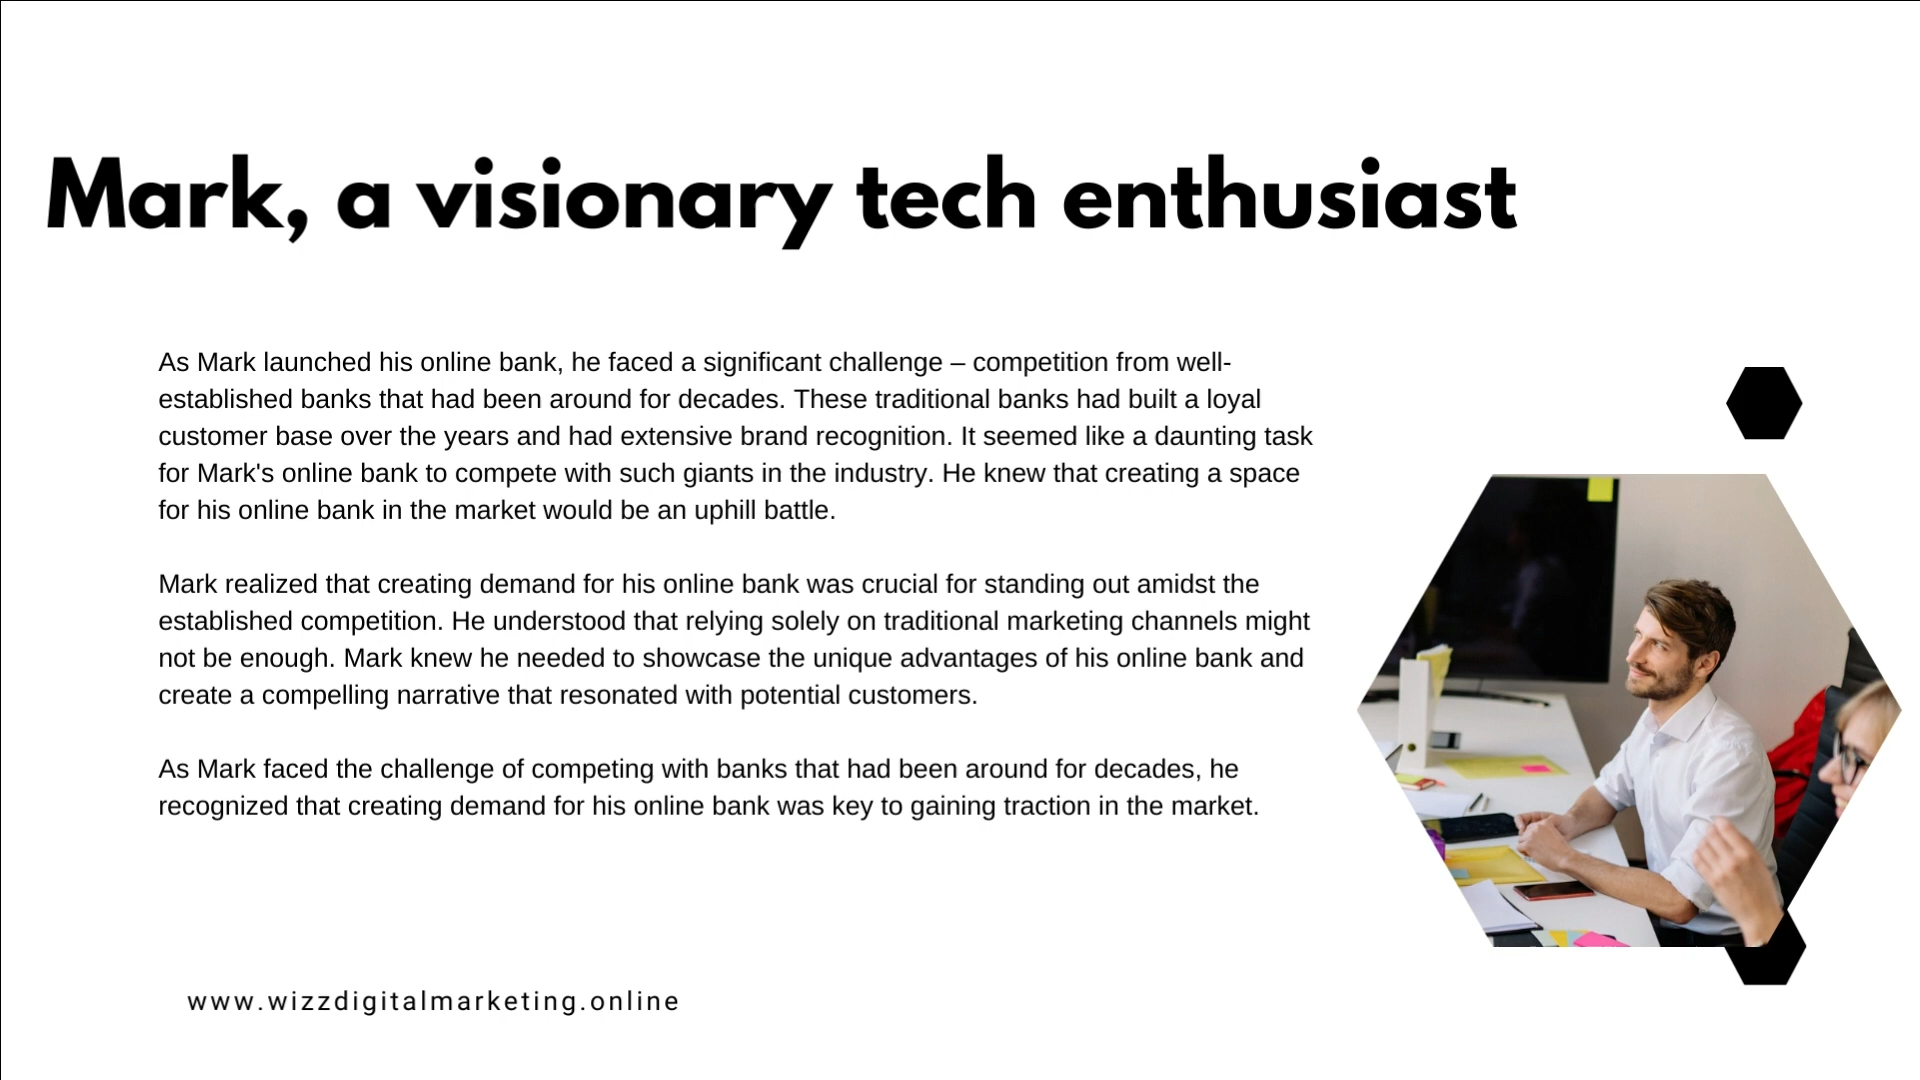 Mark, a visionary tech enthusiast
As Mark launched his online bank, he faced a significant challenge – competition from well-
established banks that had been around for decades. These traditional banks had built a loyal
customer base over the years and had extensive brand recognition. It seemed like a daunting task
for Mark's online bank to compete with such giants in the industry. He knew that creating a space
for his online bank in the market would be an uphill battle.
Mark realized that creating demand for his online bank was crucial for standing out amidst the
established competition. He understood that relying solely on traditional marketing channels might
not be enough. Mark knew he needed to showcase the unique advantages of his online bank and
create a compelling narrative that resonated with potential customers.
As Mark faced the challenge of competing with banks that had been around for decades, he
recognized that creating demand for his online bank was key to gaining traction in the market.
www.wizzdigitalmarketing.online